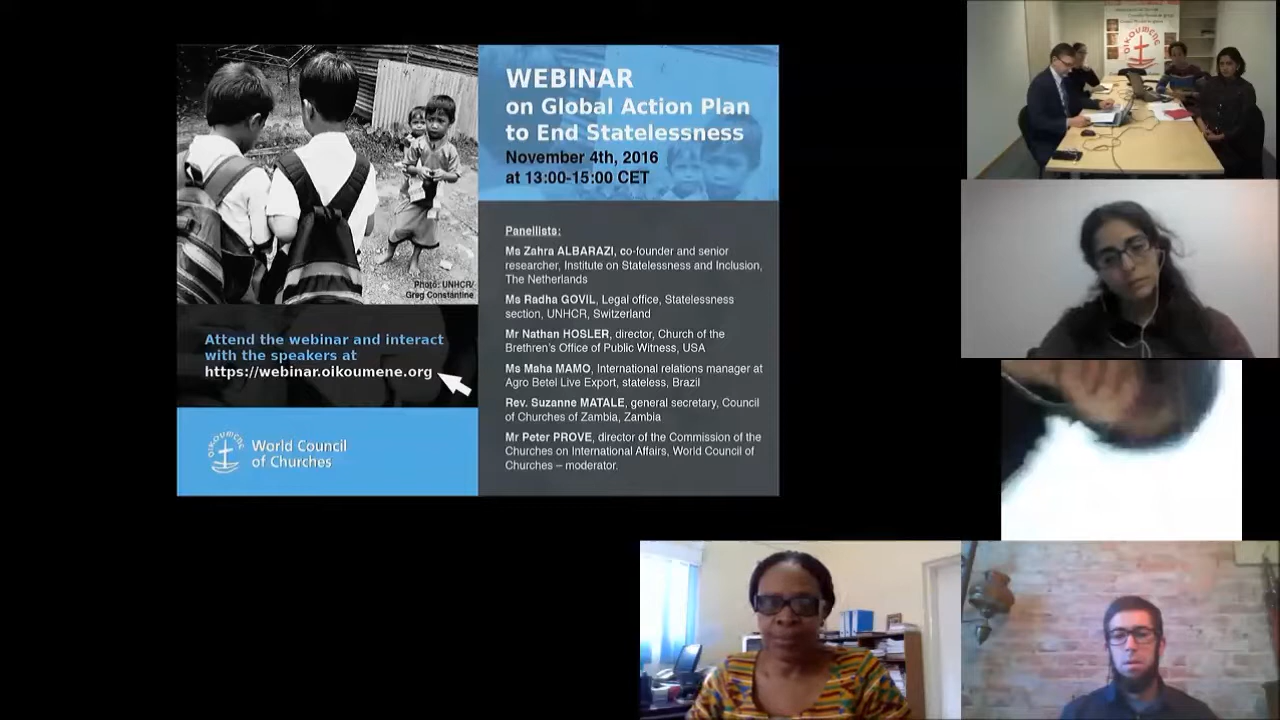 WEBINAR
on Global Action Plan
to End Statelessness
November 4th, 2016
at 13:00-15:00 CET
Photo: UNHCR/
Greg Constantine
Attend the webinar and interact
with the speakers at
https://webinar.oikoumene.org
OIKOUMENE
World Council
of Churches
Panellists:
Ms Zahra ALBARAZI, co-founder and senior
researcher, Institute on Statelessness and Inclusion,
The Netherlands
Ms Radha GOVIL, Legal office, Statelessness
section, UNHCR, Switzerland
Mr Nathan HOSLER, director, Church of the
Brethren's Office of Public Witness, USA
Ms Maha MAMO, International relations manager at
Agro Betel Live Export, stateless, Brazil
Rev. Suzanne MATALE, general secretary, Council
of Churches of Zambia, Zambia
Mr Peter PROVE, director of the Commission of the
Churches on International Affairs, World Council of
Churches – moderator.
OIKOUMENE